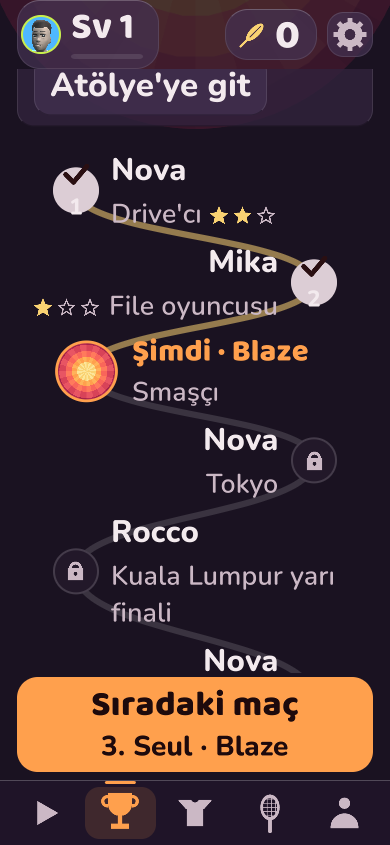 Sv 1
0
Atölye'ye git
Nova
1
Drive'cı
Mika
2
File oyuncusu
Şimdi · Blaze
Smaşçı
Nova
Tokyo
Rocco
Kuala Lumpur yarı
finali
Nova
Sıradaki maç
3. Seul · Blaze